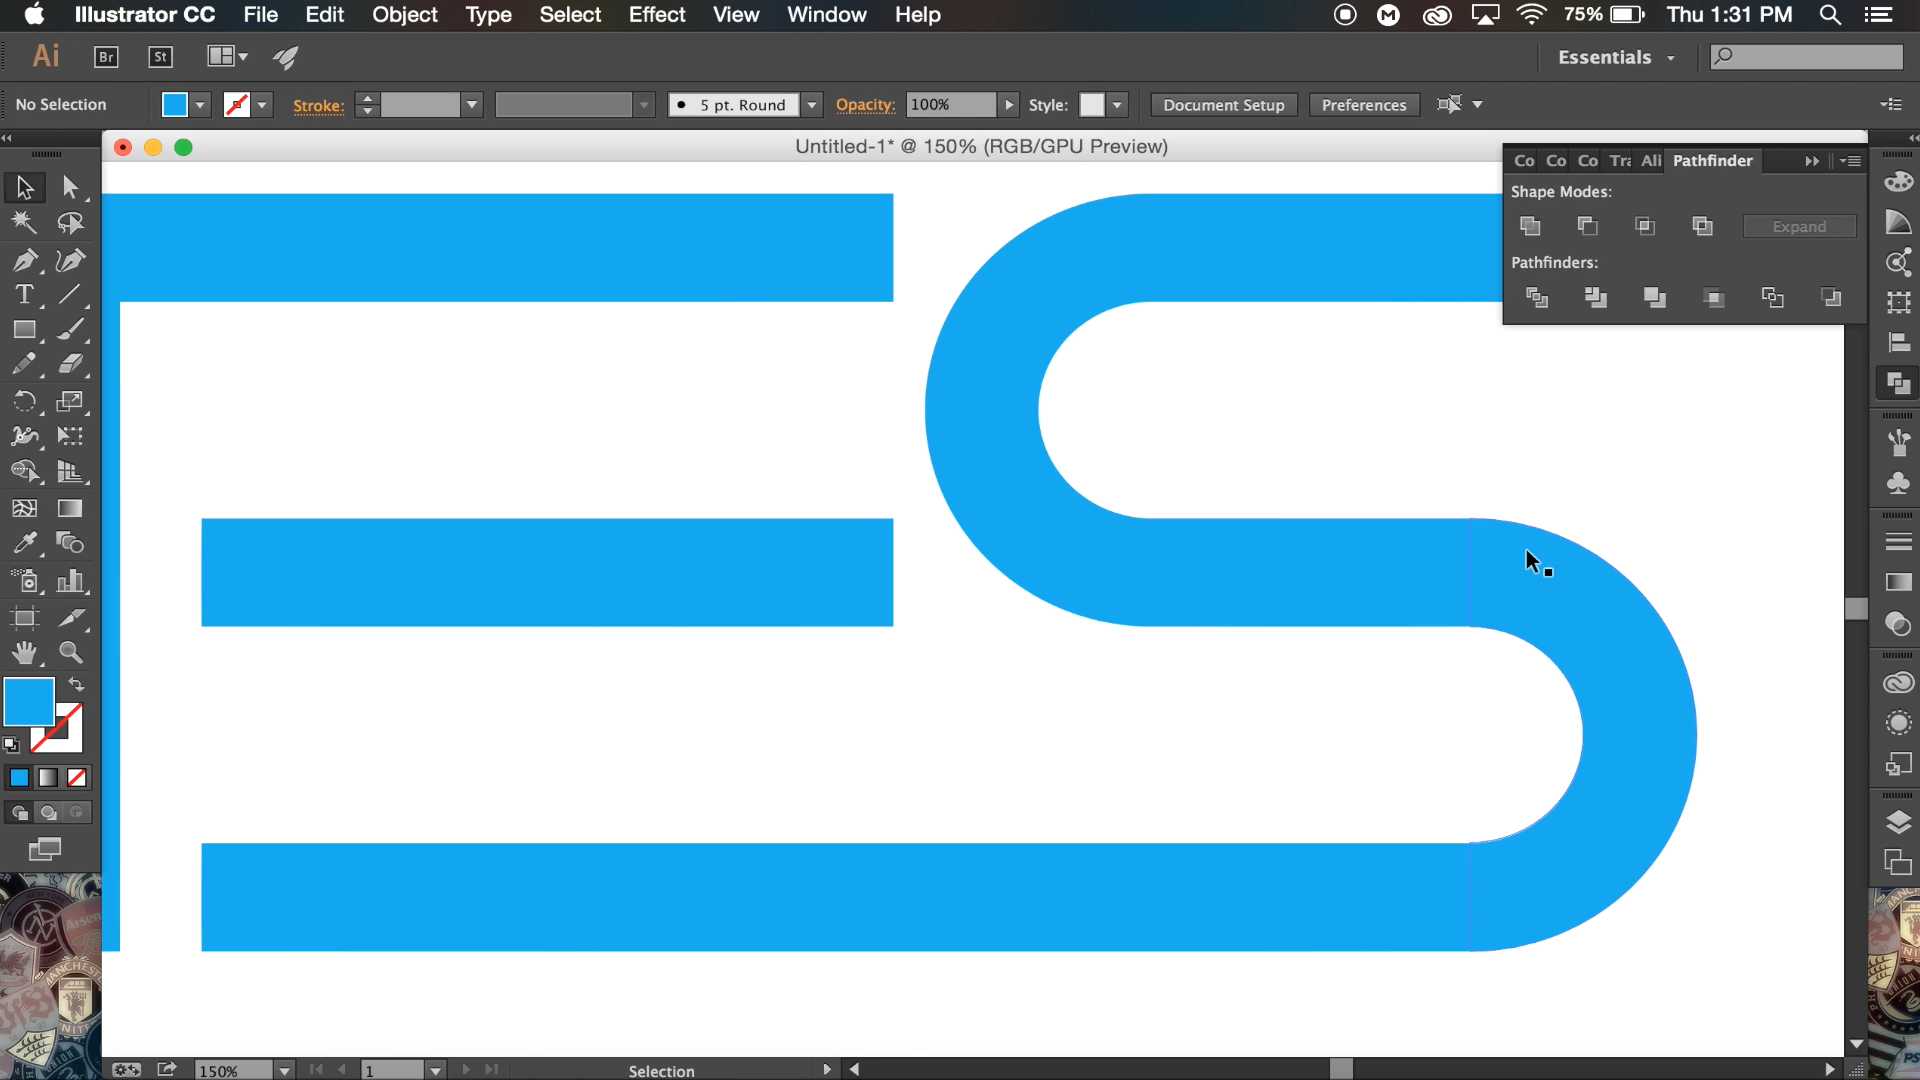 Illustrator CC File Edit Object Type Select Effect View Window Help
75% Thu 1:31 PM
Ai Br St Essentials
No Selection Stroke: 5 pt. Round Opacity: 100% Style: Document Setup Preferences
Untitled-1* @ 150% (RGB/GPU Preview)
Co Co Co Tra Ali Pathfinder
Shape Modes:
Expand
Pathfinders:
ES
150% 1 Selection